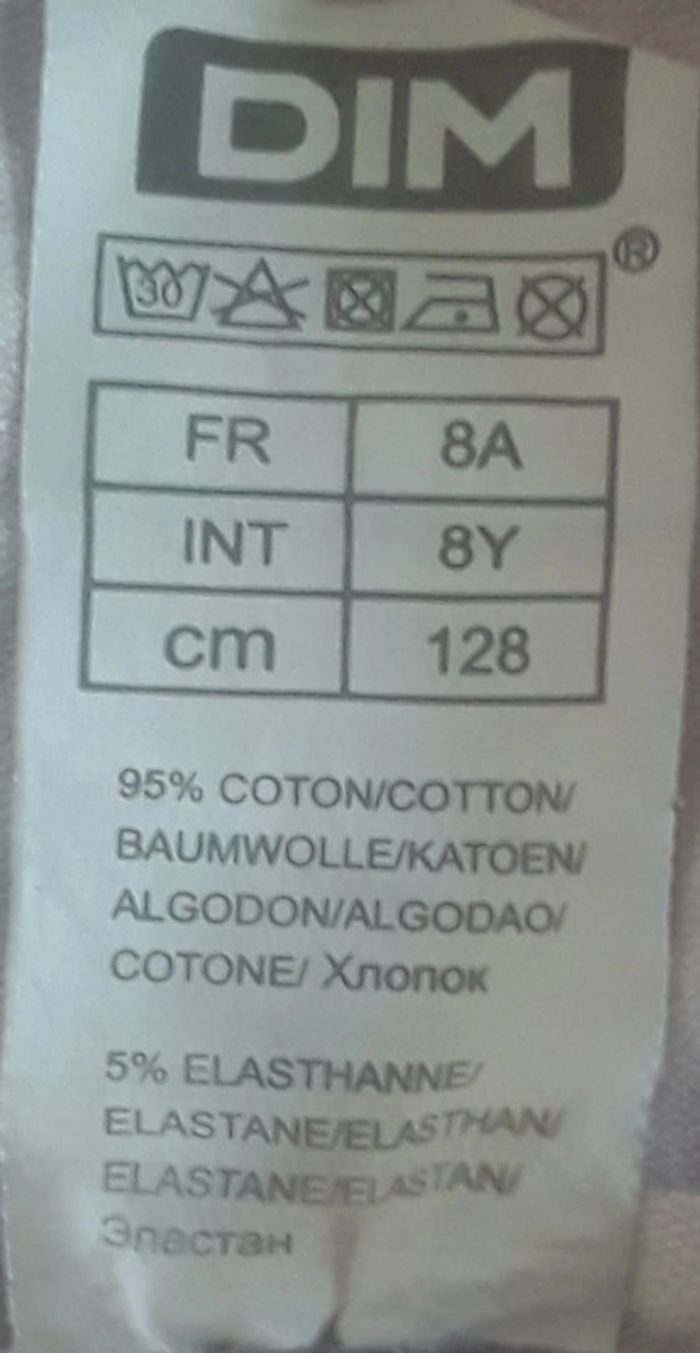 DIM
®
30
FR 8A
INT 8Y
cm 128
95% COTON/COTTON/
BAUMWOLLE/KATOEN/
ALGODON/ALGODAO/
COTONE/ Хлопок
5% ELASTHANNE/
ELASTANE/ELASTHAN/
ELASTANE/ELASTAN/
Эластан